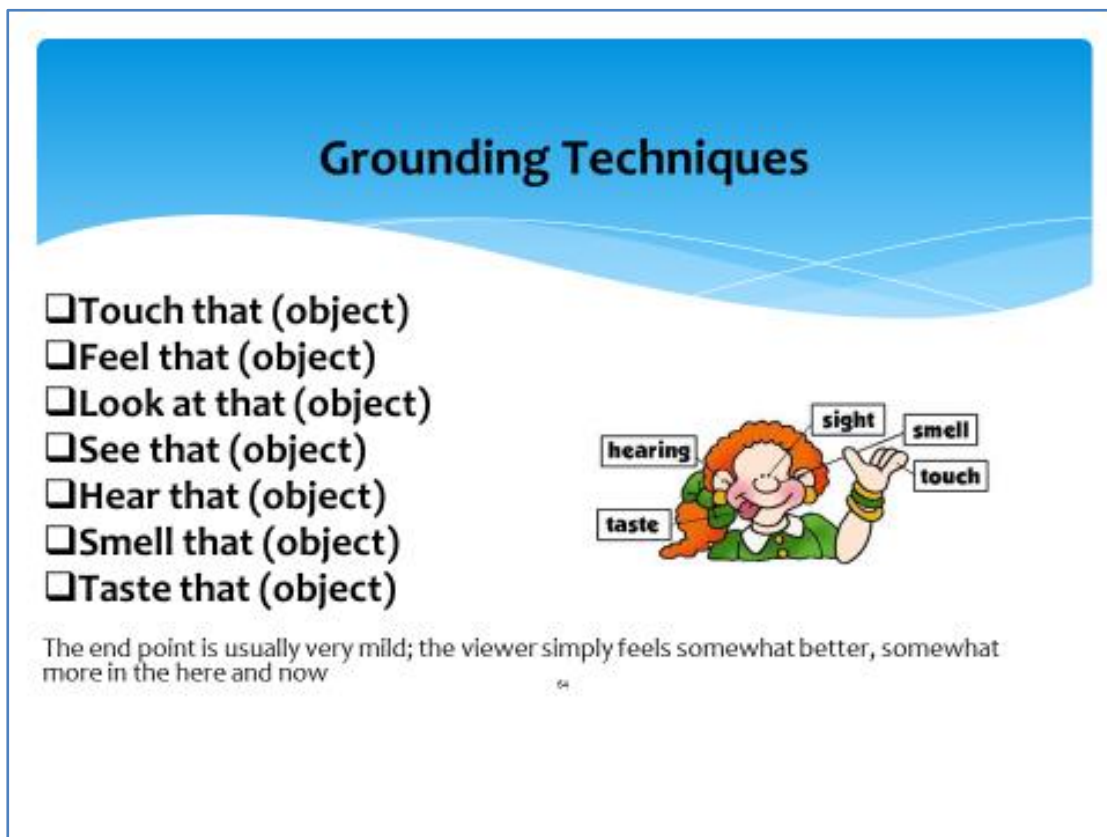 Grounding Techniques
❑Touch that (object)
❑Feel that (object)
❑Look at that (object)
❑See that (object)
❑Hear that (object)
❑Smell that (object)
❑Taste that (object)
sight
smell
hearing
touch
taste
The end point is usually very mild; the viewer simply feels somewhat better, somewhat
more in the here and now
64